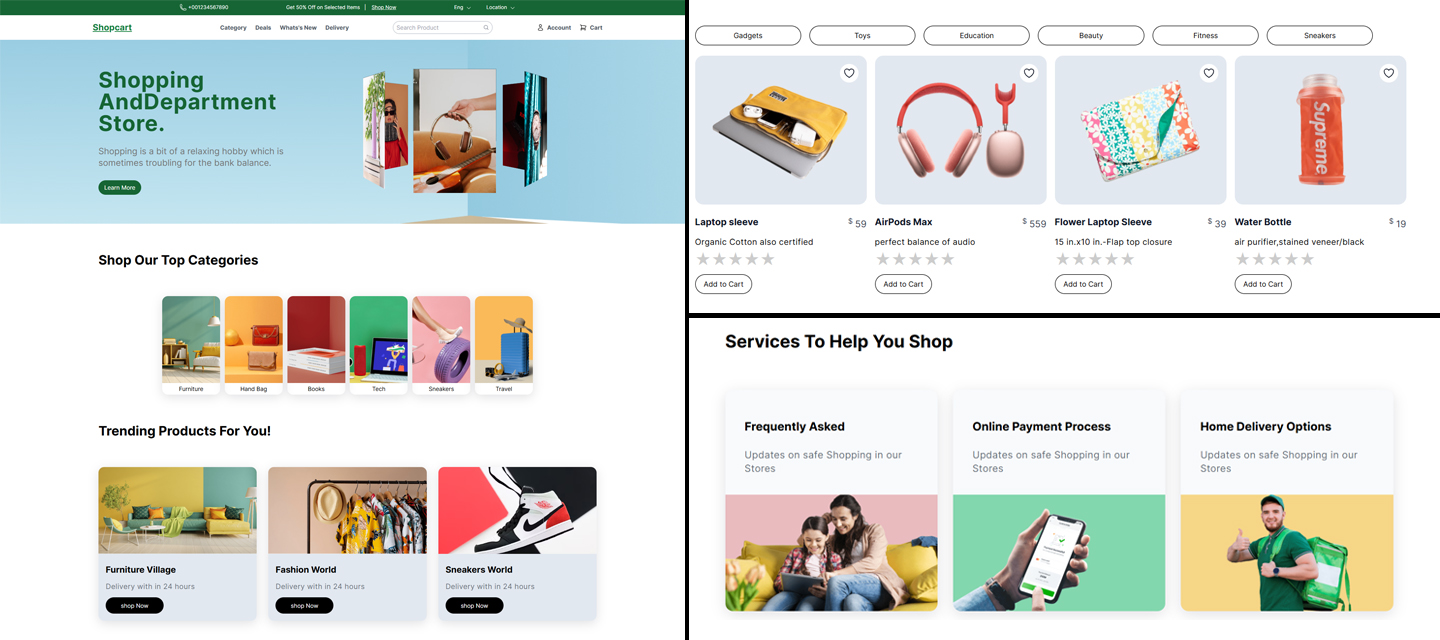 +001234567890
Get 50% Off on Selected Items | Shop Now
Eng
Location
Shopcart
Category
Deals
Whats's New
Delivery
Search Product
Account
Cart
Shopping
AndDepartment
Store.
Shopping is a bit of a relaxing hobby which is
sometimes troubling for the bank balance.
Learn More
Shop Our Top Categories
Furniture
Hand Bag
Books
Tech
Sneakers
Travel
Trending Products For You!
Furniture Village
Delivery with in 24 hours
shop Now
Fashion World
Delivery with in 24 hours
shop Now
Sneakers World
Delivery with in 24 hours
shop Now
Gadgets
Toys
Education
Beauty
Fitness
Sneakers
Supreme
Laptop sleeve
$ 59
Organic Cotton also certified
Add to Cart
AirPods Max
$ 559
perfect balance of audio
Add to Cart
Flower Laptop Sleeve
$ 39
15 in.x10 in.-Flap top closure
Add to Cart
Water Bottle
$ 19
air purifier,stained veneer/black
Add to Cart
Services To Help You Shop
Frequently Asked
Updates on safe Shopping in our
Stores
Online Payment Process
Updates on safe Shopping in our
Stores
Home Delivery Options
Updates on safe Shopping in our
Stores